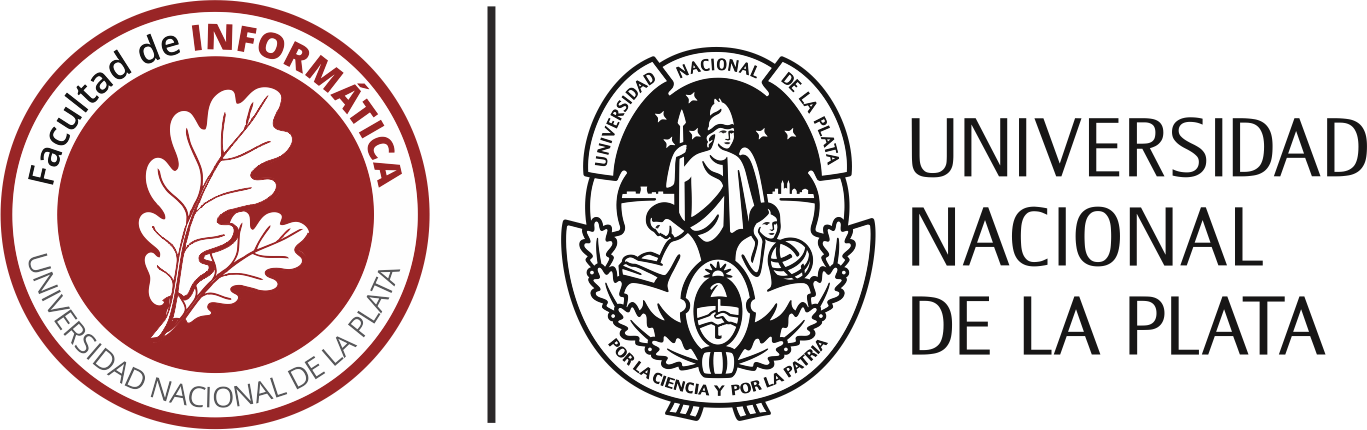 Facultad de INFORMÁTICA
UNIVERSIDAD NACIONAL DE LA PLATA
UNIVERSIDAD NACIONAL DE LA PLATA
POR LA CIENCIA Y POR LA PATRIA
UNIVERSIDAD
NACIONAL
DE LA PLATA